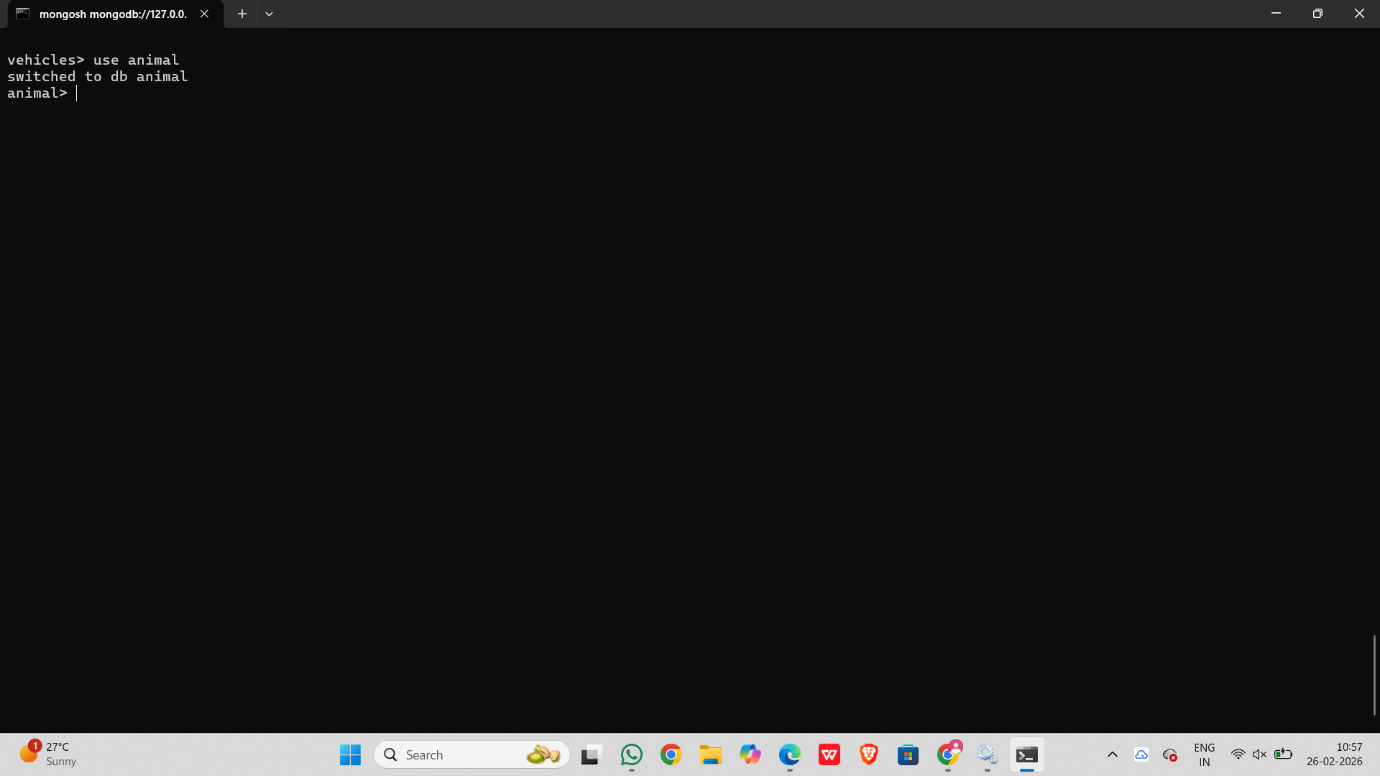 mongosh mongodb://127.0.0.
vehicles> use animal
switched to db animal
animal>
1
27°C
Sunny
Search
ENG
IN
10:57
26-02-2026